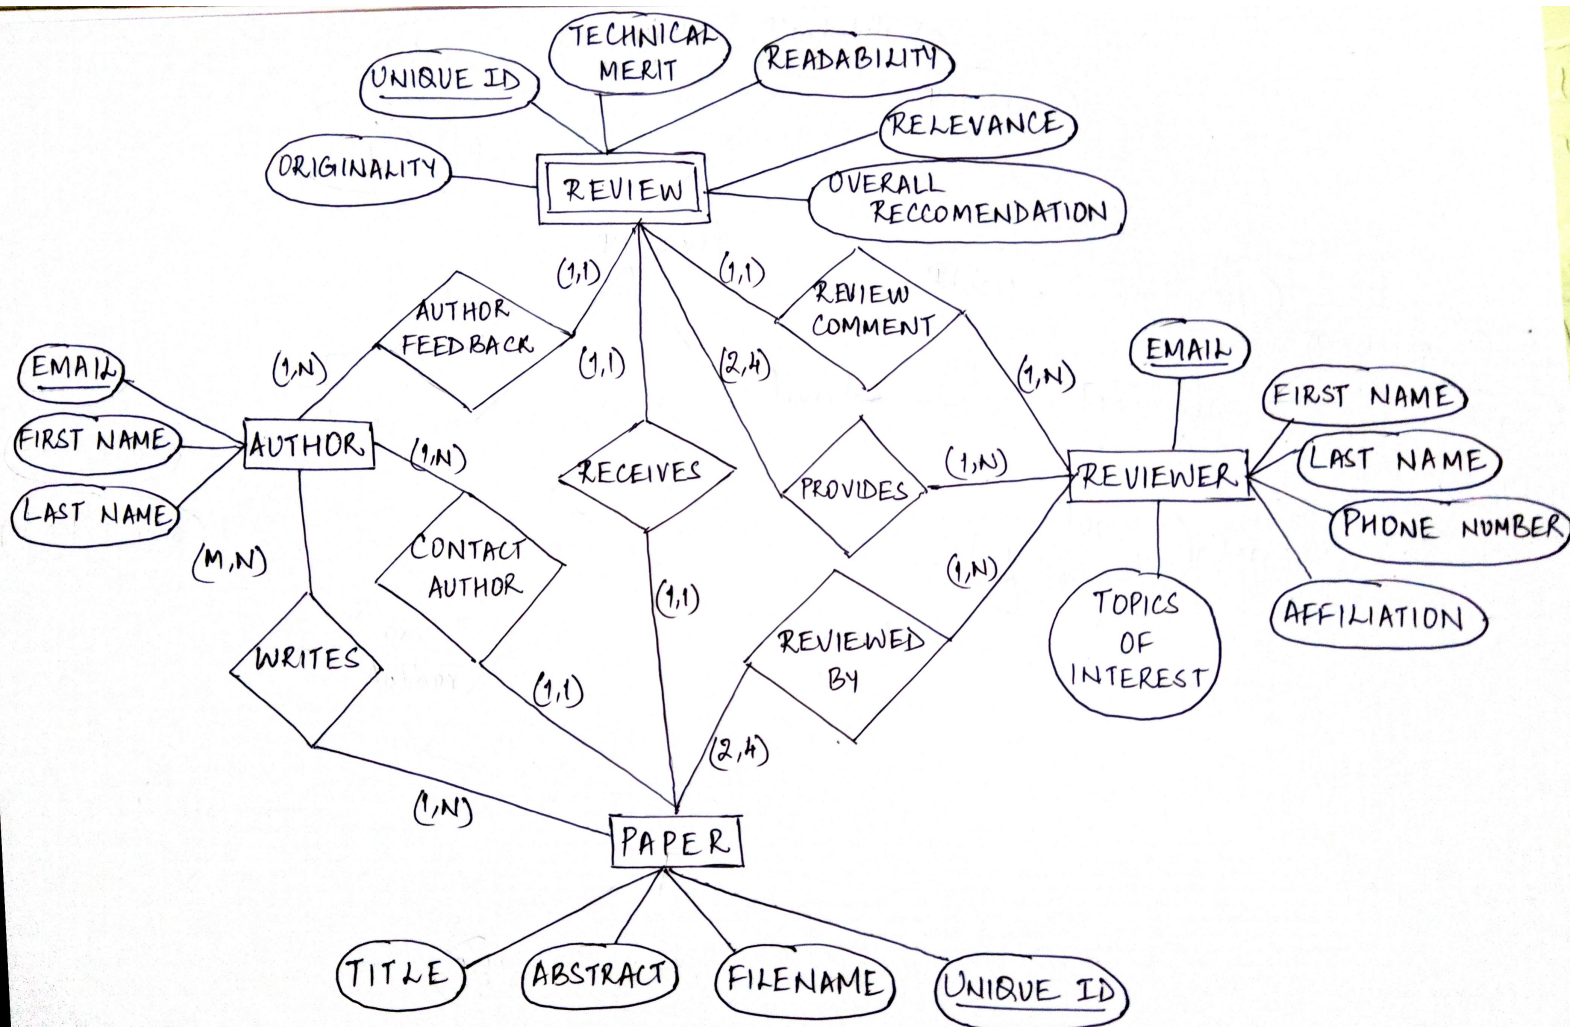 TECHNICAL
MERIT
READABILITY
UNIQUE ID
RELEVANCE
ORIGINALITY
REVIEW
OVERALL
RECCOMENDATION
(1,1)
(1,1)
REVIEW
COMMENT
AUTHOR
FEEDBACK
EMAIL
(1,N)
(1,1)
(2,4)
(1,N)
EMAIL
FIRST NAME
FIRST NAME
AUTHOR
(1,N)
RECEIVES
PROVIDES
(1,N)
REVIEWER
LAST NAME
LAST NAME
PHONE NUMBER
(M,N)
CONTACT
AUTHOR
(1,1)
(1,N)
TOPICS
OF
INTEREST
AFFILIATION
WRITES
REVIEWED
BY
(1,1)
(2,4)
(1,N)
PAPER
TITLE
ABSTRACT
FILENAME
UNIQUE ID